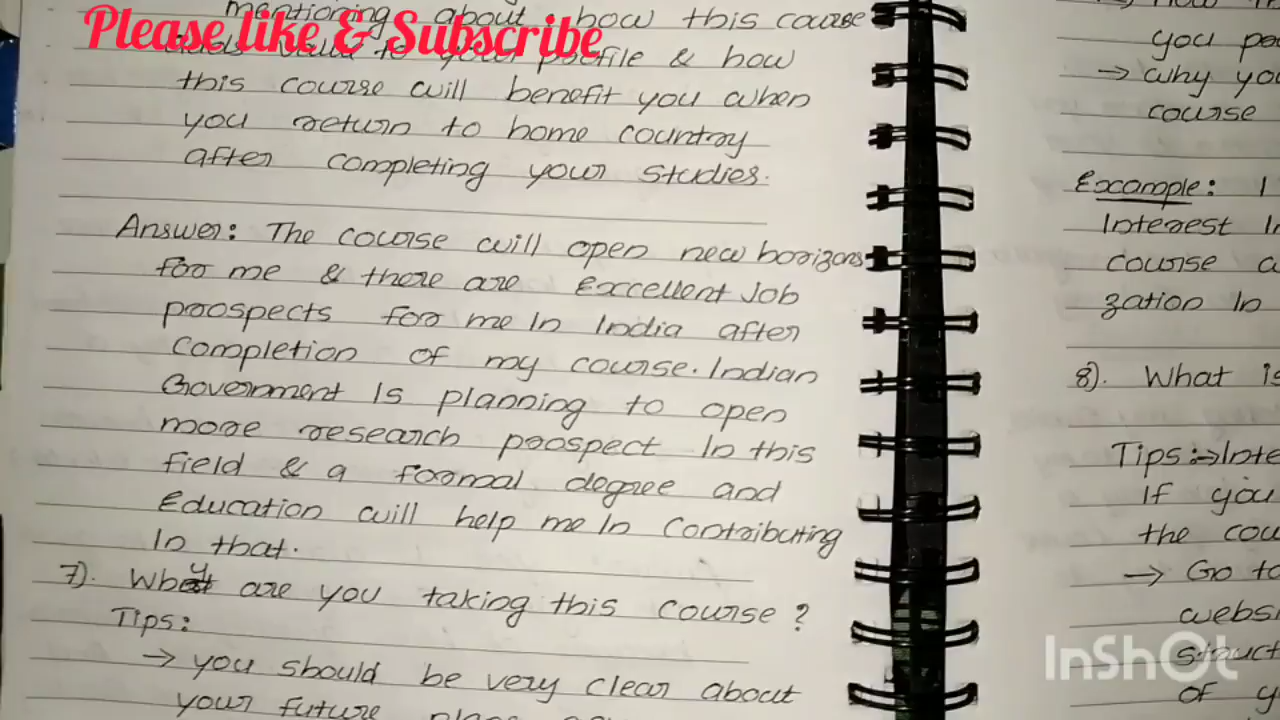 mentioning about how this course
Please like & Subscribe
to your pocfile & how
this course will benefit you when
you return to home country
after completing your studies.
Answer: The course will open new horizons
for me & there are Excellent Job
prospects for me In India after
completion of my course. Indian
Government Is planning to open
more research prospect In this
field & a formal degree and
Education will help me In Contributing
In that.
7). Why are you taking this course ?
Tips:
→ you should be very clear about
your future
you
→ why you
course
Example: I
Interest In
course a
zation In
8). What is
Tips:→Inte
If you
the cou
→ Go to
websi
struct
of y
InShOt